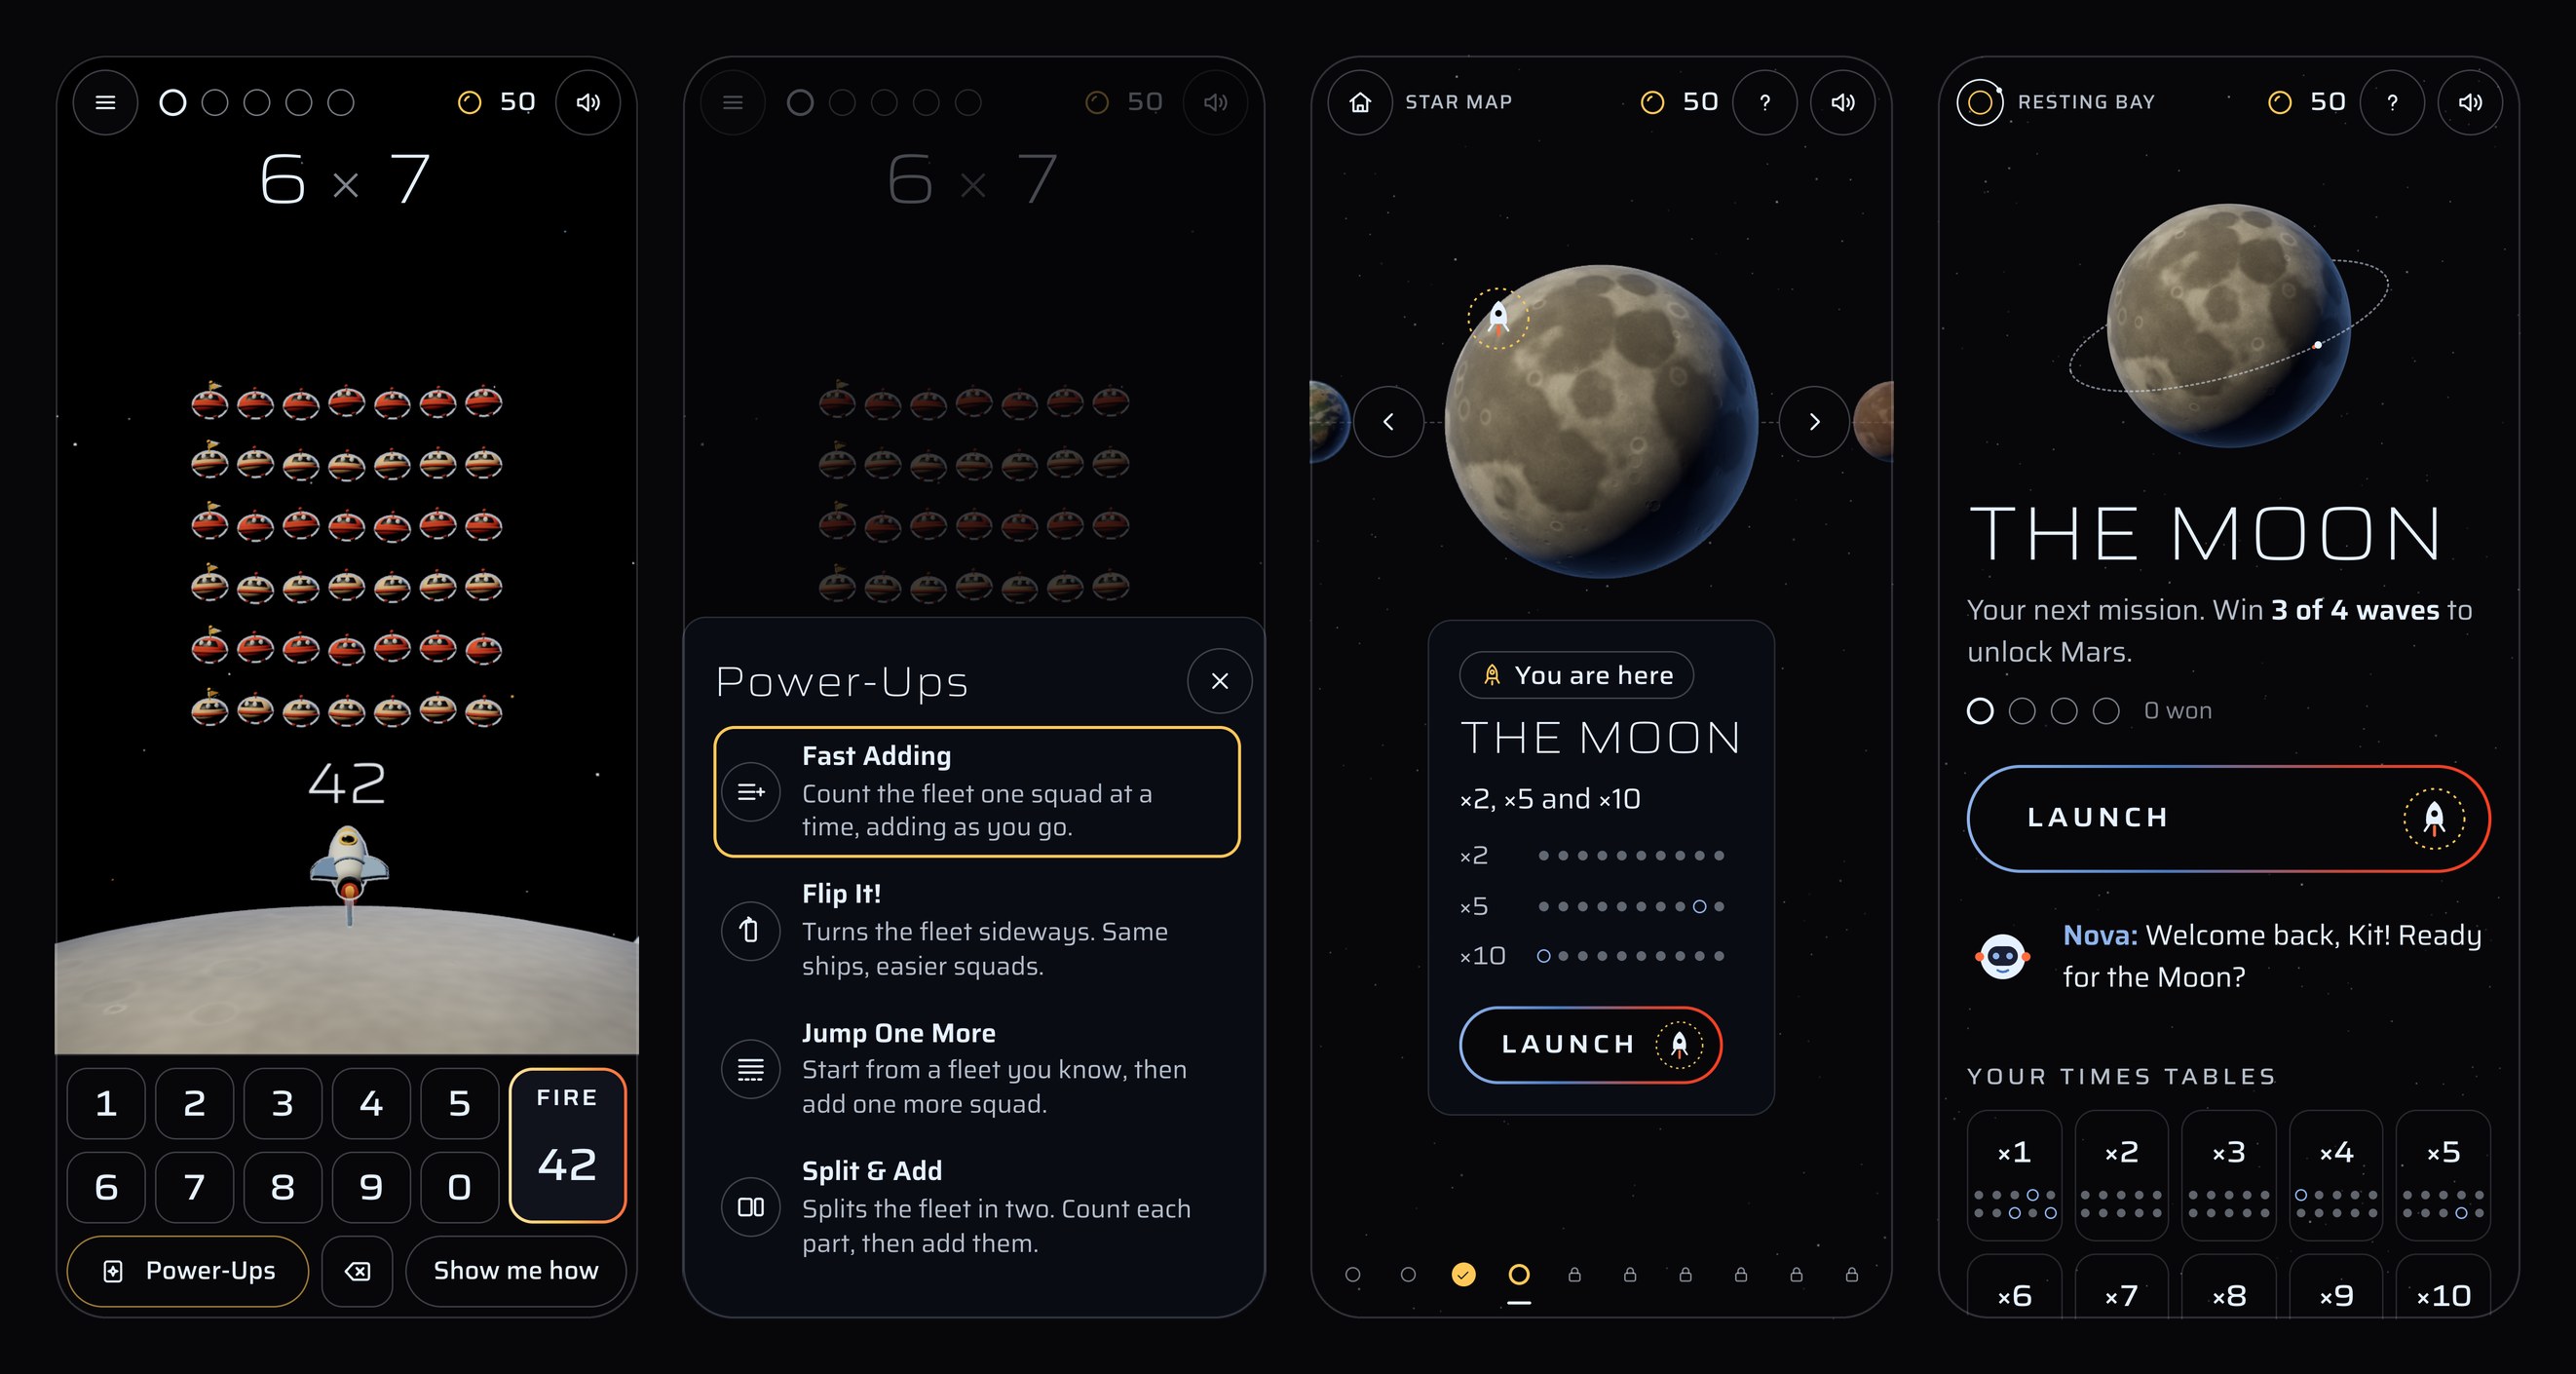 50
6 × 7
42
1 2 3 4 5
FIRE
42
6 7 8 9 0
Power-Ups
Show me how
50
6 × 7
Power-Ups
Fast Adding
Count the fleet one squad at a
time, adding as you go.
Flip It!
Turns the fleet sideways. Same
ships, easier squads.
Jump One More
Start from a fleet you know, then
add one more squad.
Split & Add
Splits the fleet in two. Count each
part, then add them.
STAR MAP
50
?
You are here
THE MOON
×2, ×5 and ×10
×2
×5
×10
LAUNCH
RESTING BAY
50
?
THE MOON
Your next mission. Win 3 of 4 waves to
unlock Mars.
0 won
LAUNCH
Nova: Welcome back, Kit! Ready
for the Moon?
YOUR TIMES TABLES
×1 ×2 ×3 ×4 ×5
×6 ×7 ×8 ×9 ×10